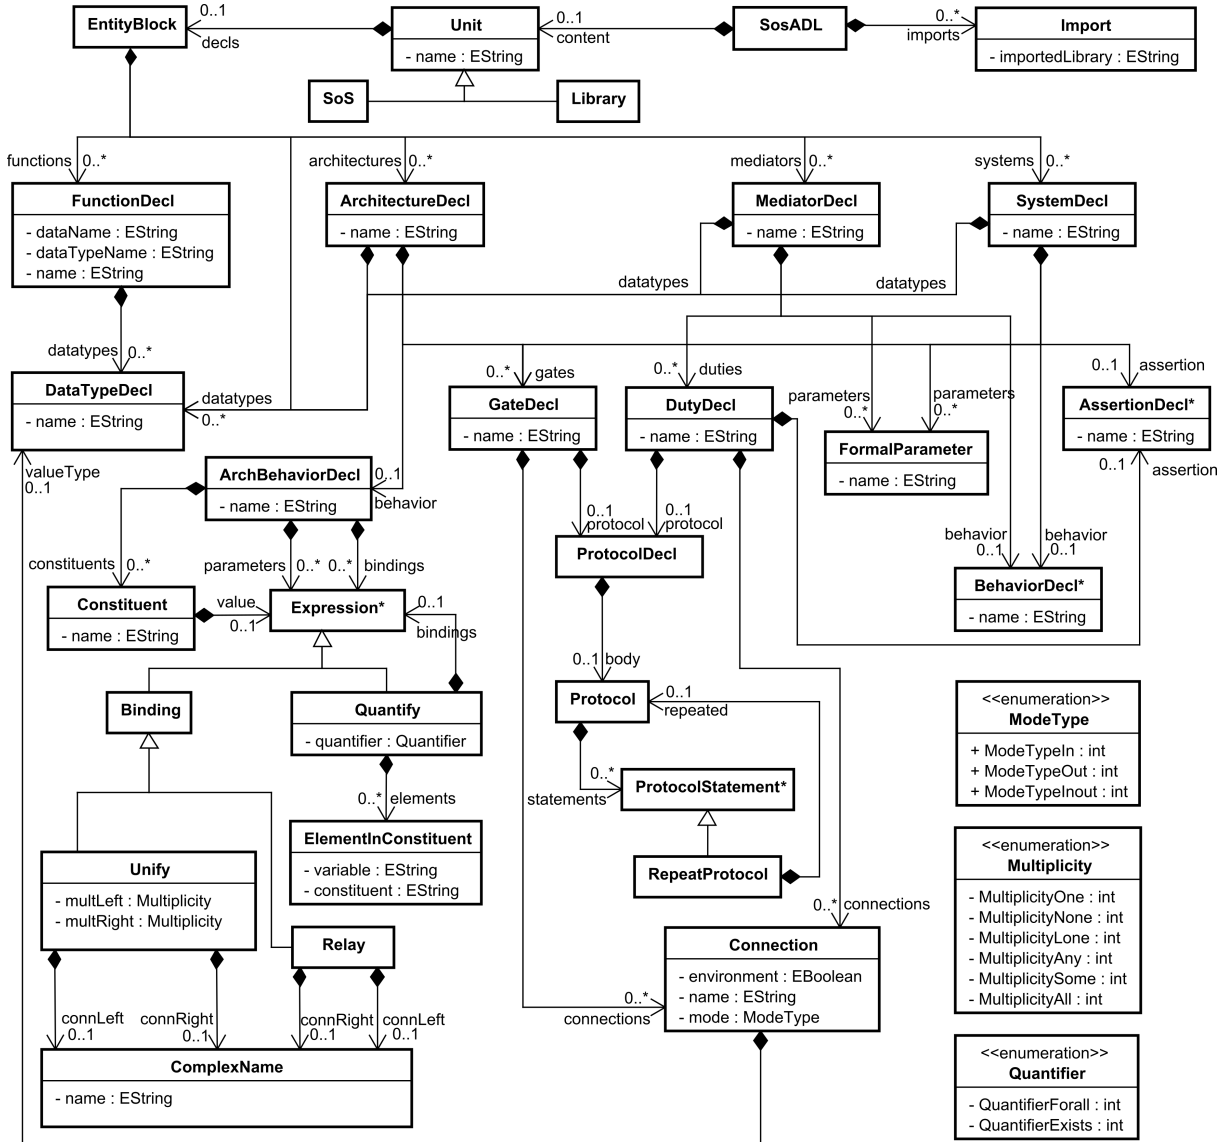 EntityBlock
0..1
decls
Unit
- name : EString
0..1
content
SosADL
0..*
imports
Import
- importedLibrary : EString
SoS
Library
functions
0..*
architectures
0..*
mediators
0..*
systems
0..*
FunctionDecl
- dataName : EString
- dataTypeName : EString
- name : EString
ArchitectureDecl
- name : EString
MediatorDecl
- name : EString
SystemDecl
- name : EString
datatypes
datatypes
datatypes
0..*
DataTypeDecl
- name : EString
datatypes
0..*
0..*
gates
0..*
duties
parameters
0..*
parameters
0..*
0..1
assertion
GateDecl
- name : EString
DutyDecl
- name : EString
FormalParameter
- name : EString
AssertionDecl*
- name : EString
0..1
assertion
valueType
0..1
ArchBehaviorDecl
- name : EString
0..1
behavior
0..1
protocol
0..1
protocol
ProtocolDecl
behavior
0..1
behavior
0..1
BehaviorDecl*
- name : EString
constituents
0..*
parameters
0..*
0..*
bindings
Constituent
- name : EString
value
0..1
Expression*
0..1
bindings
0..1
body
Binding
Quantify
- quantifier : Quantifier
Protocol
0..1
repeated
<<enumeration>>
ModeType
+ ModeTypeIn : int
+ ModeTypeOut : int
+ ModeTypeInout : int
0..*
elements
0..*
statements
ProtocolStatement*
ElementInConstituent
- variable : EString
- constituent : EString
RepeatProtocol
<<enumeration>>
Multiplicity
- MultiplicityOne : int
- MultiplicityNone : int
- MultiplicityLone : int
- MultiplicityAny : int
- MultiplicitySome : int
- MultiplicityAll : int
Unify
- multLeft : Multiplicity
- multRight : Multiplicity
Relay
0..*
connections
Connection
- environment : EBoolean
- name : EString
- mode : ModeType
0..*
connections
connLeft
0..1
connRight
0..1
connRight
0..1
connLeft
0..1
ComplexName
- name : EString
<<enumeration>>
Quantifier
- QuantifierForall : int
- QuantifierExists : int